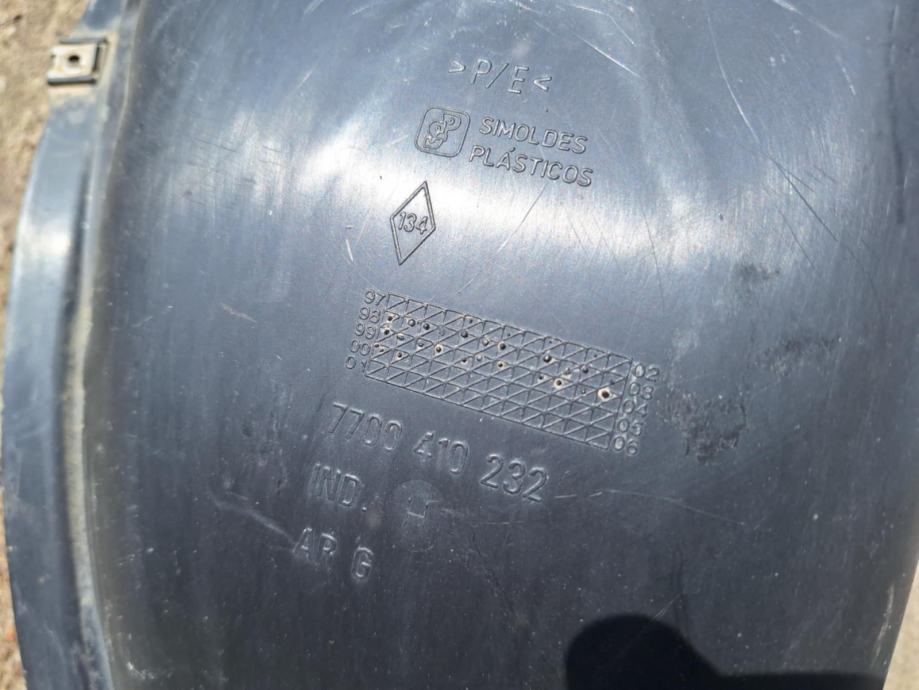 >P/E<
SIMOLDES
PLÁSTICOS
134
97
98
99
00
01
02
03
04
05
06
7700 410 232
IND. H
AR G